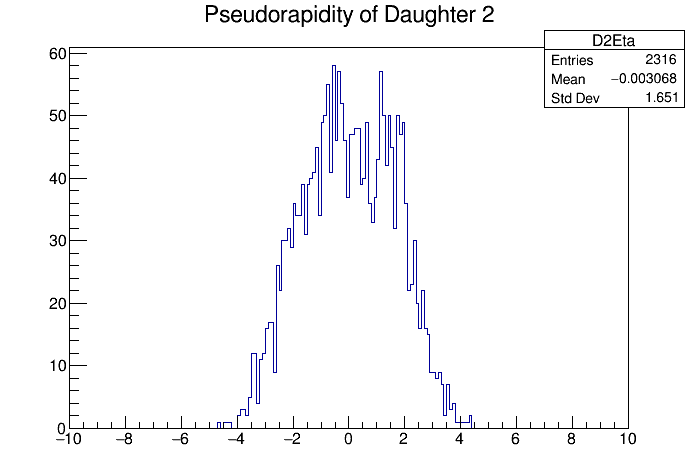 Pseudorapidity of Daughter 2
D2Eta
Entries 2316
Mean −0.003068
Std Dev 1.651
60
50
40
30
20
10
0
−10 −8 −6 −4 −2 0 2 4 6 8 10